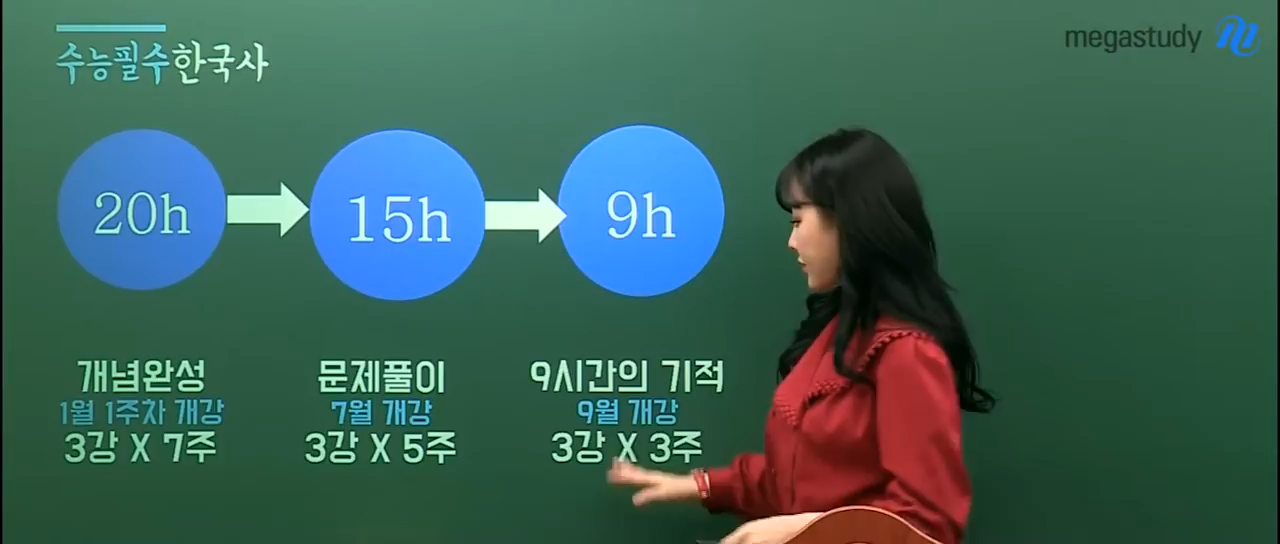 수능필수한국사
megastudy
20h
15h
9h
개념완성
1월 1주차 개강
3강 X 7주
문제풀이
7월 개강
3강 X 5주
9시간의 기적
9월 개강
3강 X 3주